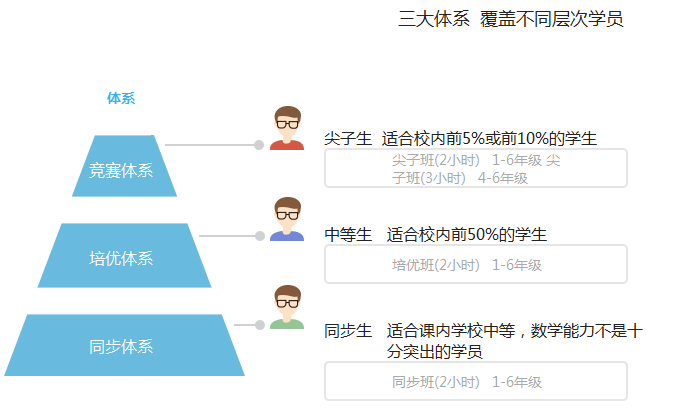 三大体系 覆盖不同层次学员
体系
竞赛体系
尖子生 适合校内前5%或前10%的学生
尖子班(2小时) 1-6年级 尖
子班(3小时) 4-6年级
培优体系
中等生 适合校内前50%的学生
培优班(2小时) 1-6年级
同步体系
同步生 适合课内学校中等，数学能力不是十
分突出的学员
同步班(2小时) 1-6年级